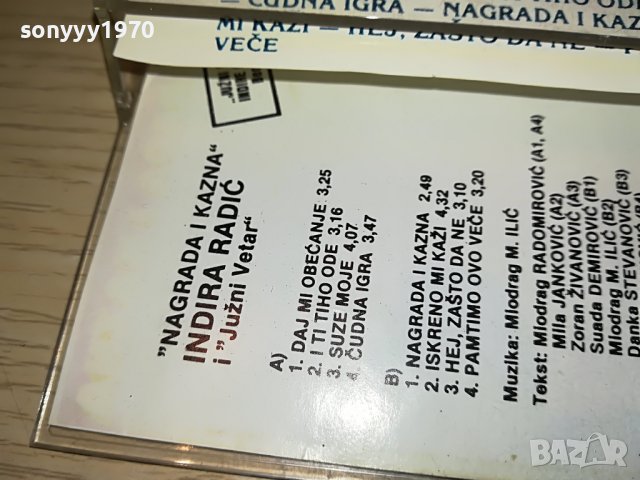 sonyyy1970
ČUDNA IGRA — NAGRADA I KAZ
MI KAŽI — HEJ, ZAŠTO DA NE — P
VEČE
"JUŽN
INDIR
"NAGRADA I KAZNA"
INDIRA RADIĆ
i "Južni Vetar"
A)
1. DAJ MI OBEĆANJE 3,25
2. I TI TIHO ODE 3,16
3. SUZE MOJE 4,07
4. ČUDNA IGRA 3,47
B)
1. NAGRADA I KAZNA 2,49
2. ISKRENO MI KAŽI 4,32
3. HEJ, ZAŠTO DA NE 3,10
4. PAMTIMO OVO VEČE 3,20
Muzika: Miodrag M. ILIĆ
Tekst: Miodrag RADOMIROVIĆ (A1, A4)
Mila JANKOVIĆ (A2)
Zoran ŽIVANOVIĆ (A3)
Suada DEMIROVIĆ (B1)
Miodrag M. ILIĆ (B2)
Danka STEVANOVIĆ (B3)
BAZAR